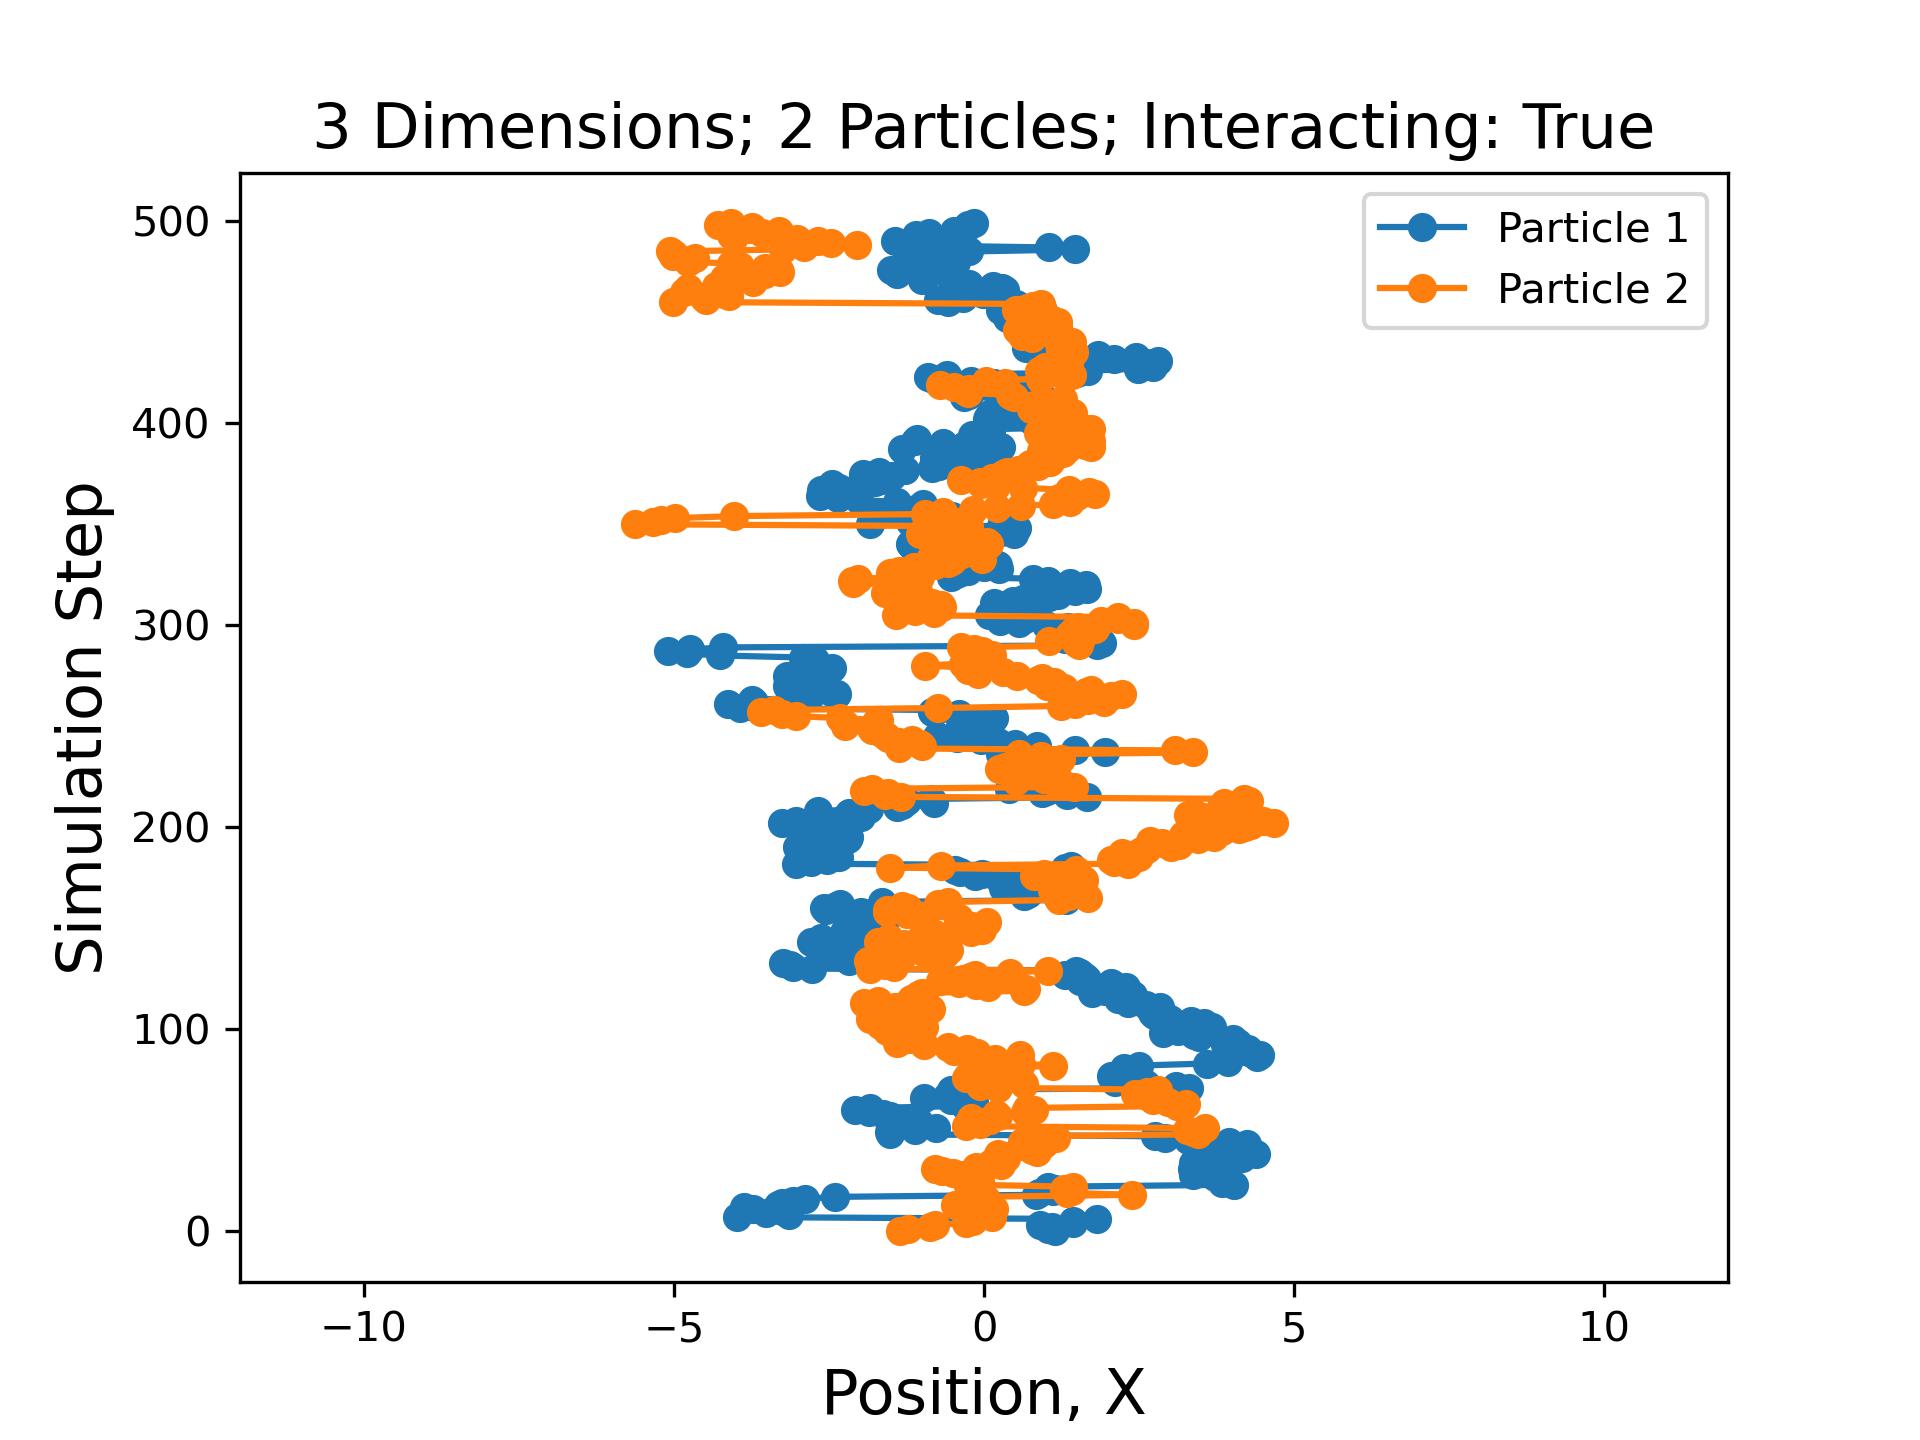 3 Dimensions; 2 Particles; Interacting: True
Particle 1
Particle 2
500
400
300
200
100
0
Simulation Step
−10
−5
0
5
10
Position, X